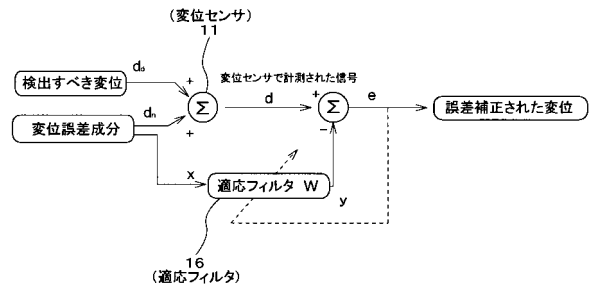 (変位センサ)
11
検出すべき変位
dd
+
Σ
変位センサで計測された信号
d
+
Σ
e
誤差補正された変位
変位誤差成分
dn
+
−
x
適応フィルタ W
y
16
(適応フィルタ)